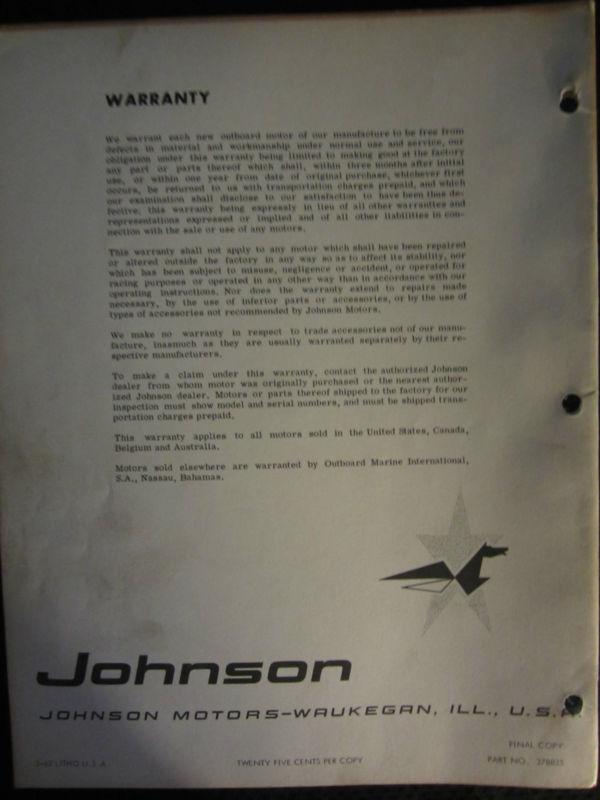 WARRANTY
We warrant each new outboard motor of our manufacture to be free from
defects in material and workmanship under normal use and service, our
obligation under this warranty being limited to making good at the factory
any part or parts thereof which shall, within three months after initial
use, or within one year from date of original purchase, whichever first
occurs, be returned to us with transportation charges prepaid, and which
our examination shall disclose to our satisfaction to have been thus de-
fective, this warranty being expressly in lieu of all other warranties and
representations expressed or implied and of all other liabilities in con-
nection with the sale or use of any motors.
This warranty shall not apply to any motor which shall have been repaired
or altered outside the factory in any way so as to affect its stability, nor
which has been subject to misuse, negligence or accident, or operated for
racing purposes or operated in any other way than in accordance with our
operating instructions. Nor does the warranty extend to repairs made
necessary, by the use of inferior parts or accessories, or by the use of
types of accessories not recommended by Johnson Motors.
We make no warranty in respect to trade accessories not of our manu-
facture, inasmuch as they are usually warranted separately by their re-
spective manufacturers.
To make a claim under this warranty, contact the authorized Johnson
dealer from whom motor was originally purchased or the nearest author-
ized Johnson dealer. Motors or parts thereof shipped to the factory for our
inspection must show model and serial numbers, and must be shipped trans-
portation charges prepaid.
This warranty applies to all motors sold in the United States, Canada,
Belgium and Australia.
Motors sold elsewhere are warranted by Outboard Marine International,
S.A., Nassau, Bahamas.
Johnson
JOHNSON MOTORS-WAUKEGAN, ILL., U.S.A.
FINAL COPY
LITHO U.S.A.
TWENTY FIVE CENTS PER COPY
PART NO.